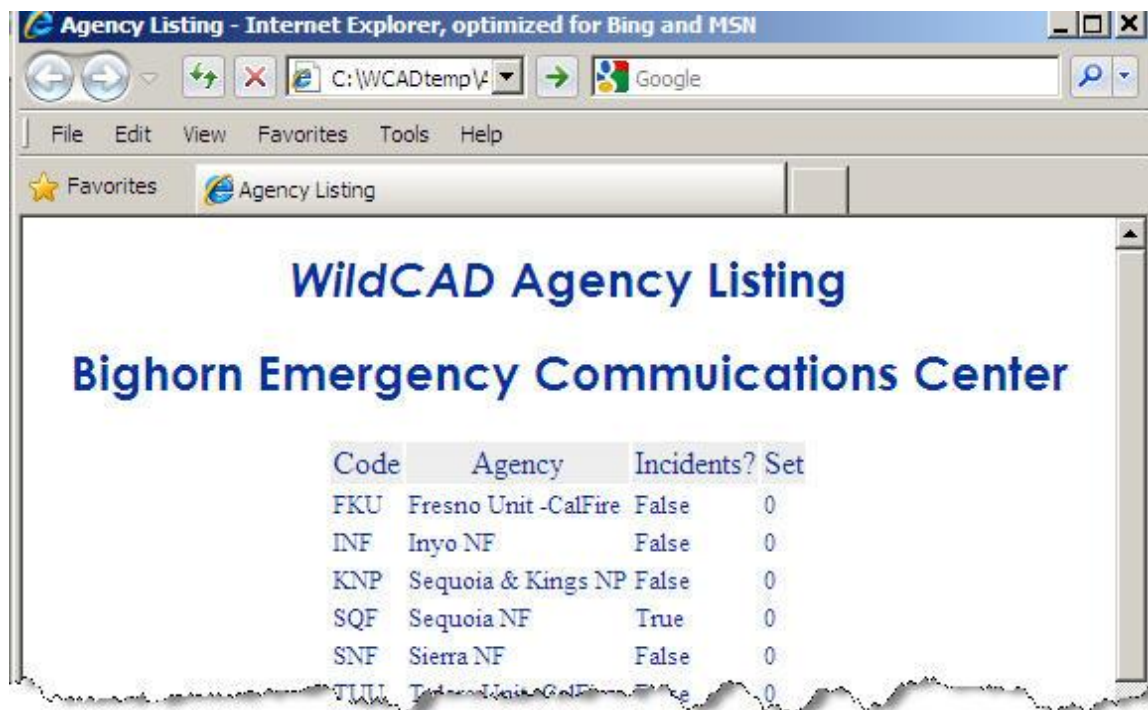 Agency Listing - Internet Explorer, optimized for Bing and MSN
C:\WCADtemp\A
Google
File Edit View Favorites Tools Help
Favorites
Agency Listing
WildCAD Agency Listing
Bighorn Emergency Commuications Center
Code Agency Incidents? Set
FKU Fresno Unit -CalFire False 0
INF Inyo NF False 0
KNP Sequoia & Kings NP False 0
SQF Sequoia NF True 0
SNF Sierra NF False 0
TUU 0